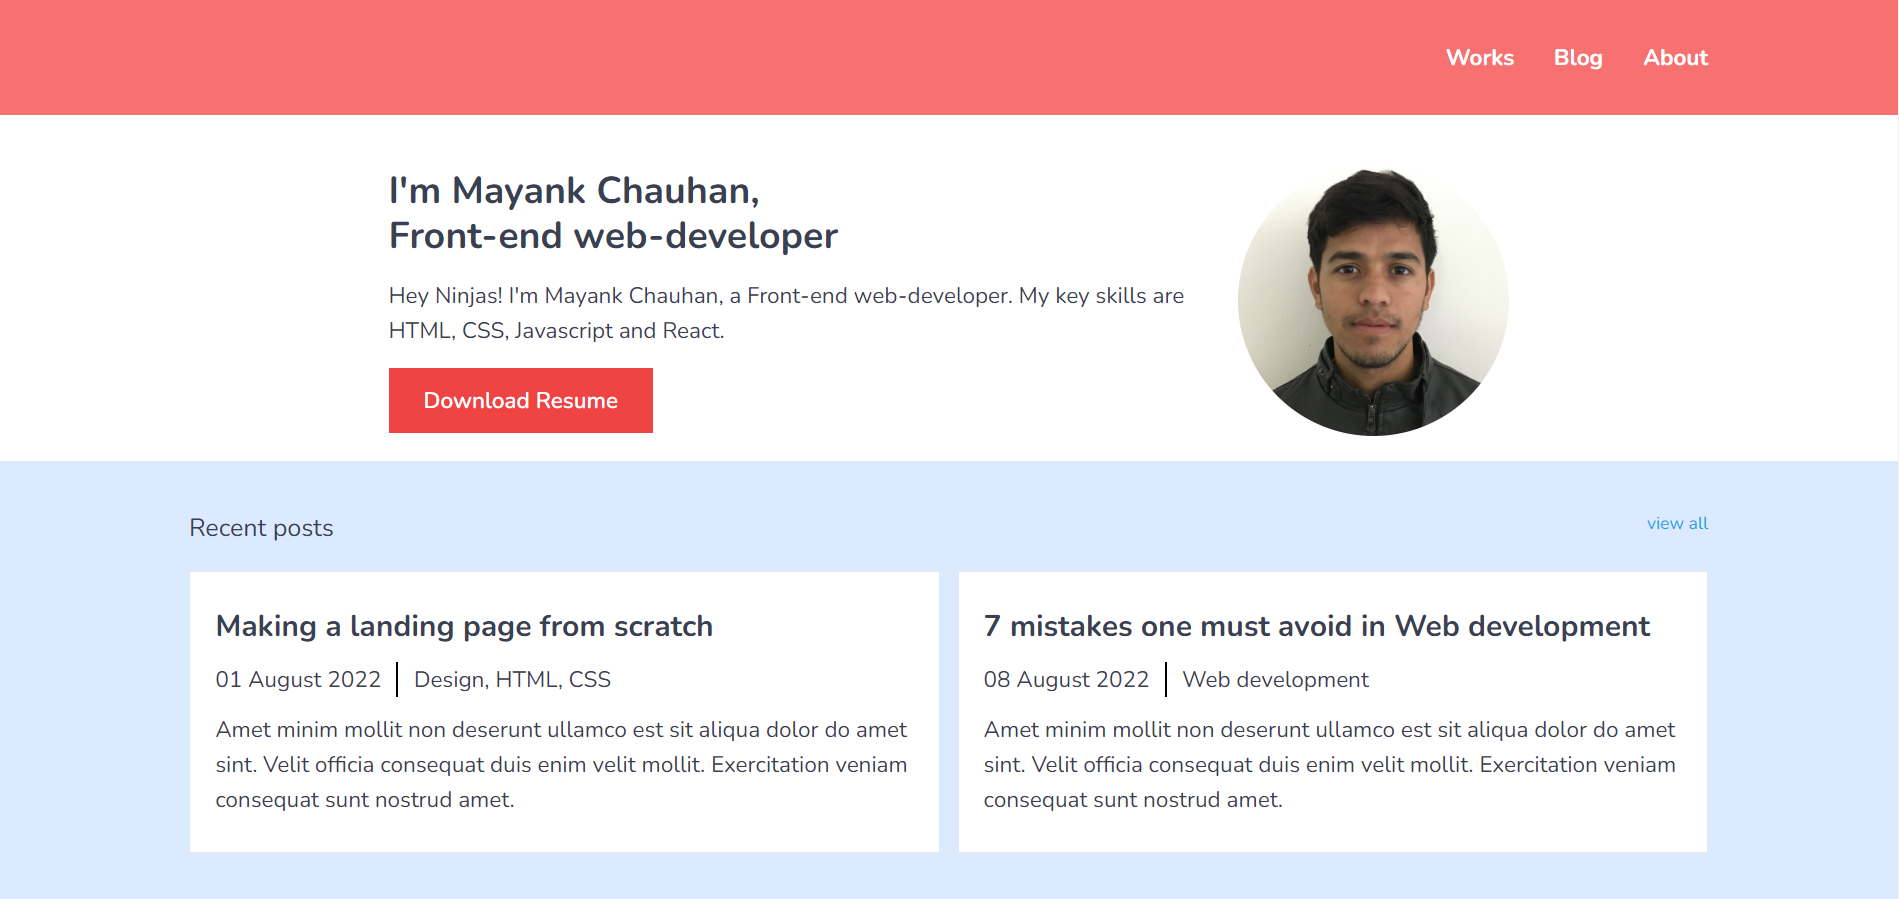 Works Blog About
I'm Mayank Chauhan,
Front-end web-developer
Hey Ninjas! I'm Mayank Chauhan, a Front-end web-developer. My key skills are
HTML, CSS, Javascript and React.
Download Resume
Recent posts
view all
Making a landing page from scratch
01 August 2022 | Design, HTML, CSS
Amet minim mollit non deserunt ullamco est sit aliqua dolor do amet
sint. Velit officia consequat duis enim velit mollit. Exercitation veniam
consequat sunt nostrud amet.
7 mistakes one must avoid in Web development
08 August 2022 | Web development
Amet minim mollit non deserunt ullamco est sit aliqua dolor do amet
sint. Velit officia consequat duis enim velit mollit. Exercitation veniam
consequat sunt nostrud amet.